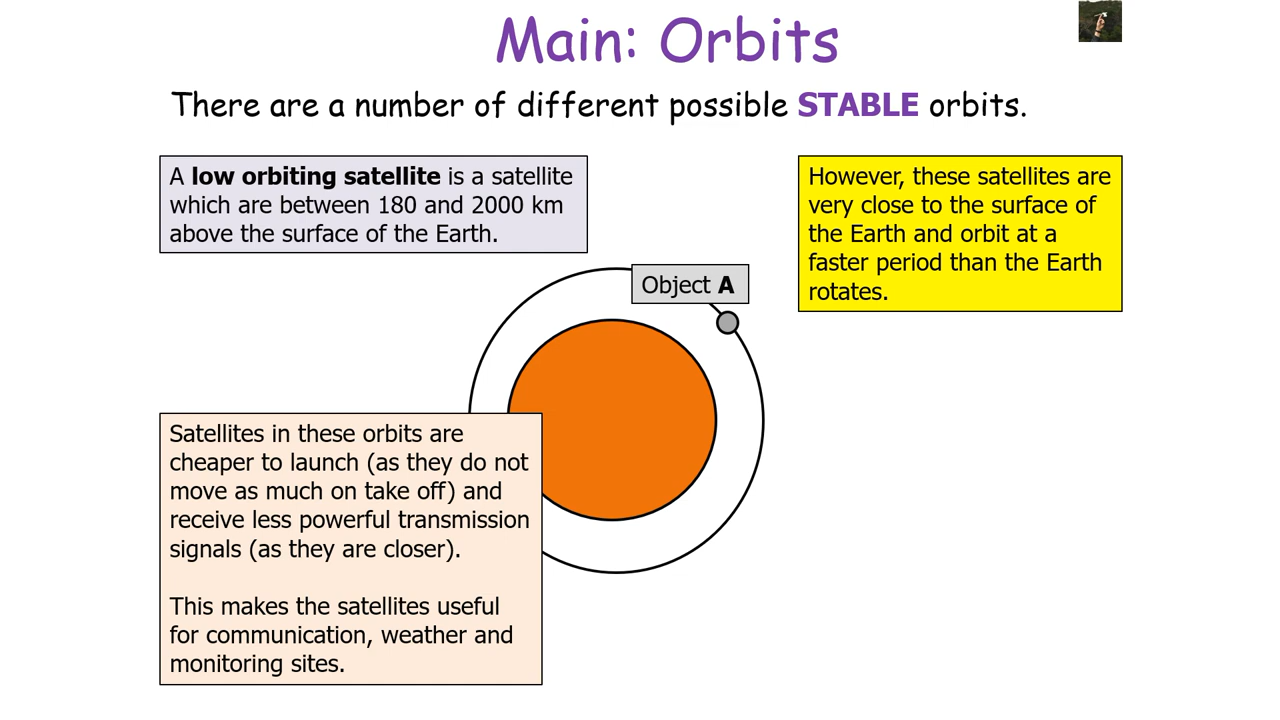 Main: Orbits
There are a number of different possible STABLE orbits.
A low orbiting satellite is a satellite
which are between 180 and 2000 km
above the surface of the Earth.
However, these satellites are
very close to the surface of
the Earth and orbit at a
faster period than the Earth
rotates.
Object A
Satellites in these orbits are
cheaper to launch (as they do not
move as much on take off) and
receive less powerful transmission
signals (as they are closer).
This makes the satellites useful
for communication, weather and
monitoring sites.